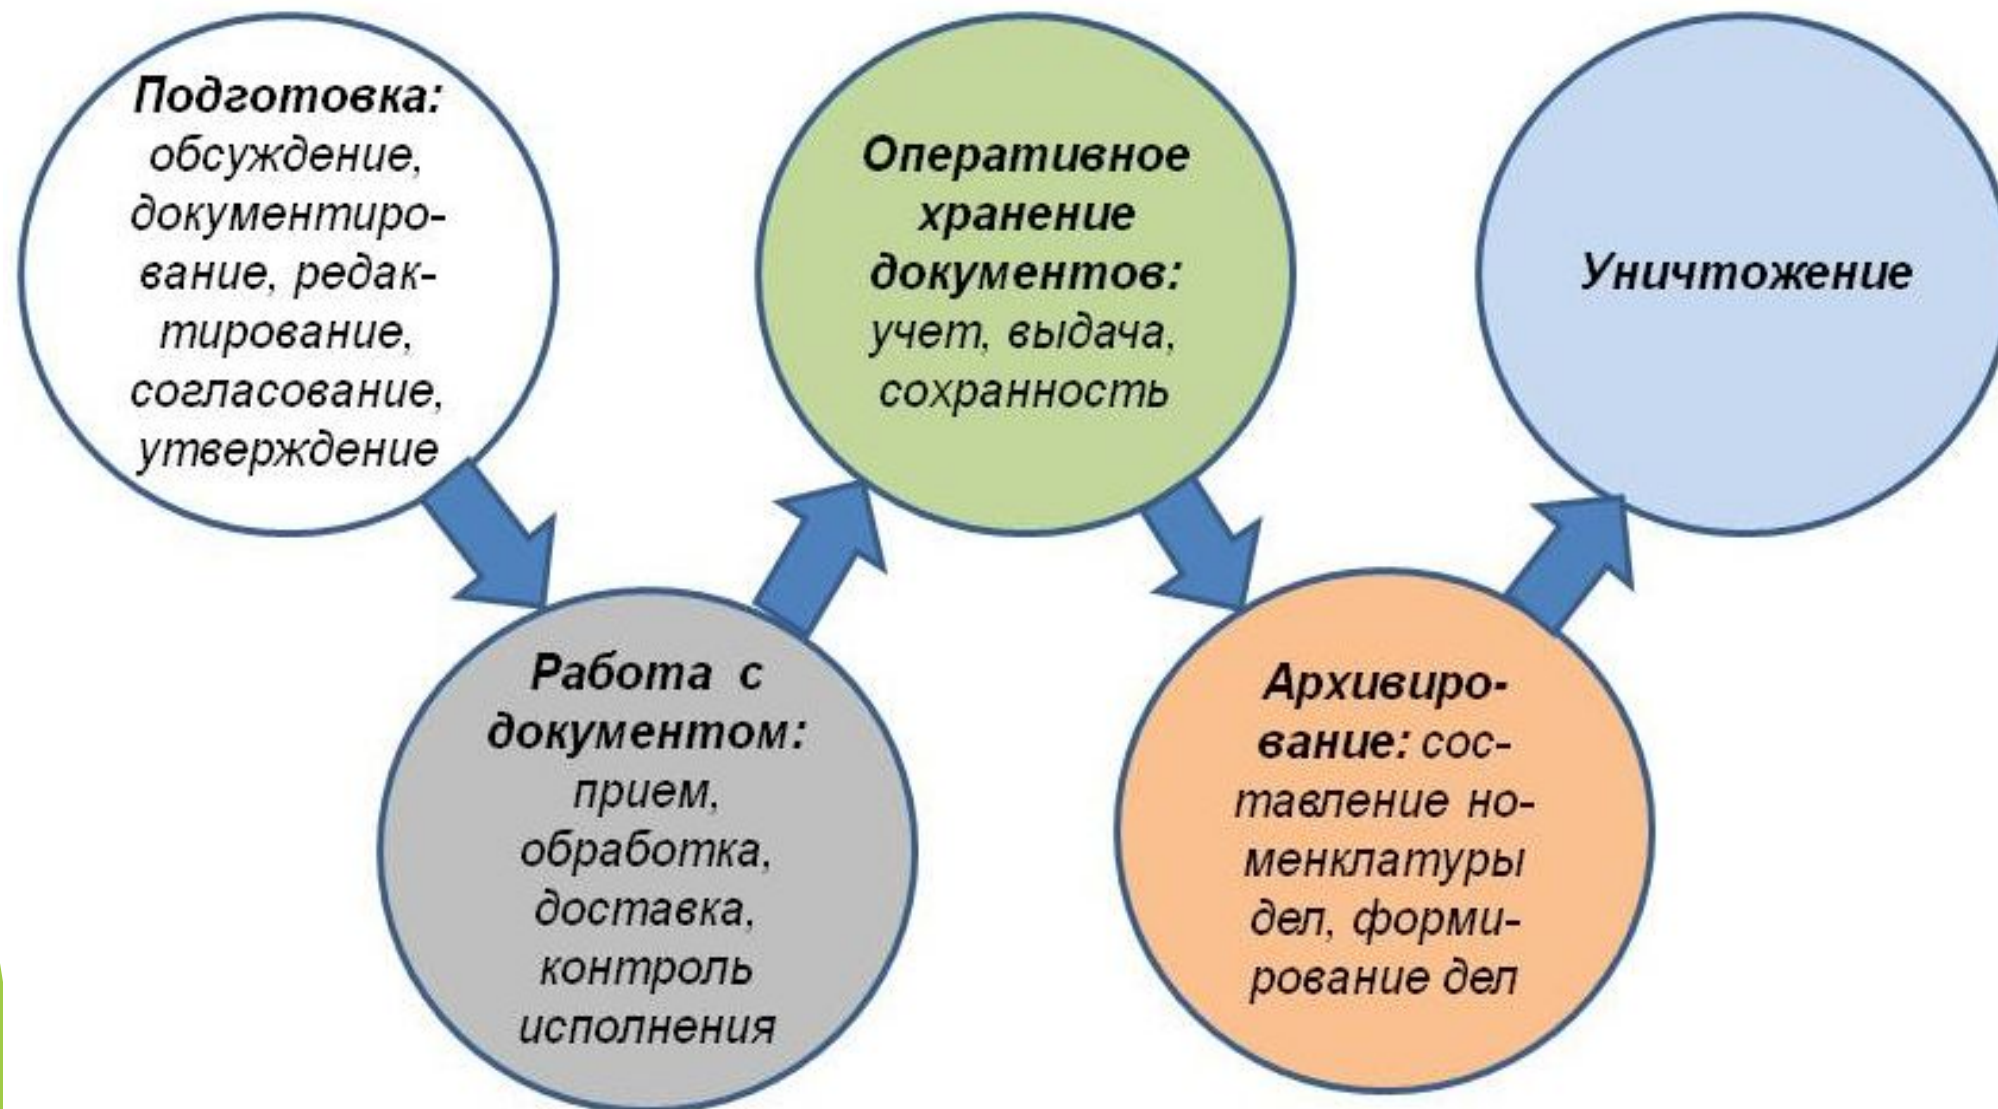 Подготовка:
обсуждение,
документиро-
вание, редак-
тирование,
согласование,
утверждение
Работа с
документом:
прием,
обработка,
доставка,
контроль
исполнения
Оперативное
хранение
документов:
учет, выдача,
сохранность
Архивиро-
вание: сос-
тавление но-
менклатуры
дел, форми-
рование дел
Уничтожение